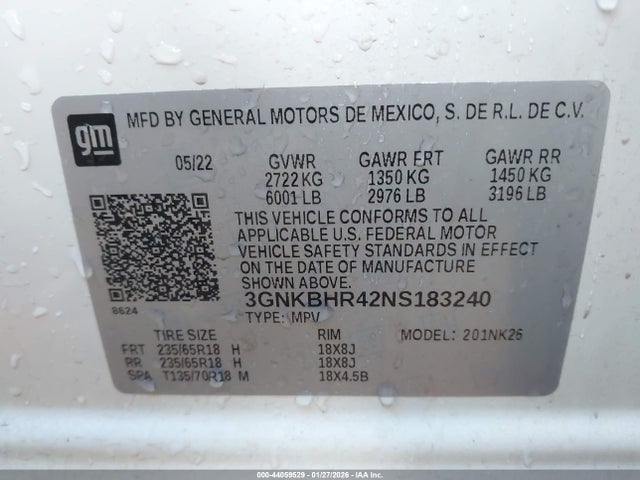 gm
MFD BY GENERAL MOTORS DE MEXICO, S. DE R.L. DE C.V.
05/22 GVWR GAWR FRT GAWR RR
2722 KG 1350 KG 1450 KG
6001 LB 2976 LB 3196 LB
THIS VEHICLE CONFORMS TO ALL
APPLICABLE U.S. FEDERAL MOTOR
VEHICLE SAFETY STANDARDS IN EFFECT
ON THE DATE OF MANUFACTURE
SHOWN ABOVE.
3GNKBHR42NS183240
8624 TYPE: MPV
TIRE SIZE RIM MODEL: 201NK26
FRT 235/65R18 H 18X8J
RR 235/65R18 H 18X8J
SPA T135/70R18 M 18X4.5B
000-44059529 | 01/27/2026 - IAAI.COM